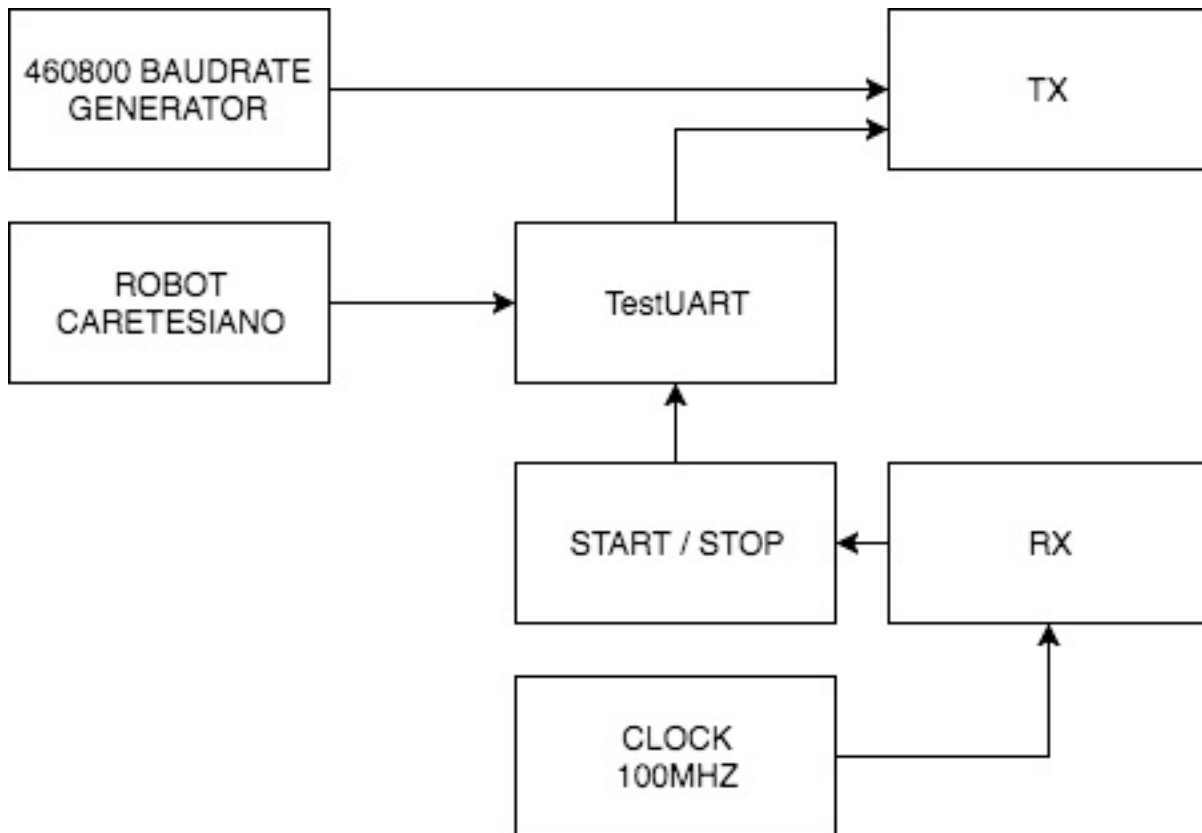 460800 BAUDRATE
GENERATOR
TX
ROBOT
CARETESIANO
TestUART
START / STOP
RX
CLOCK
100MHZ